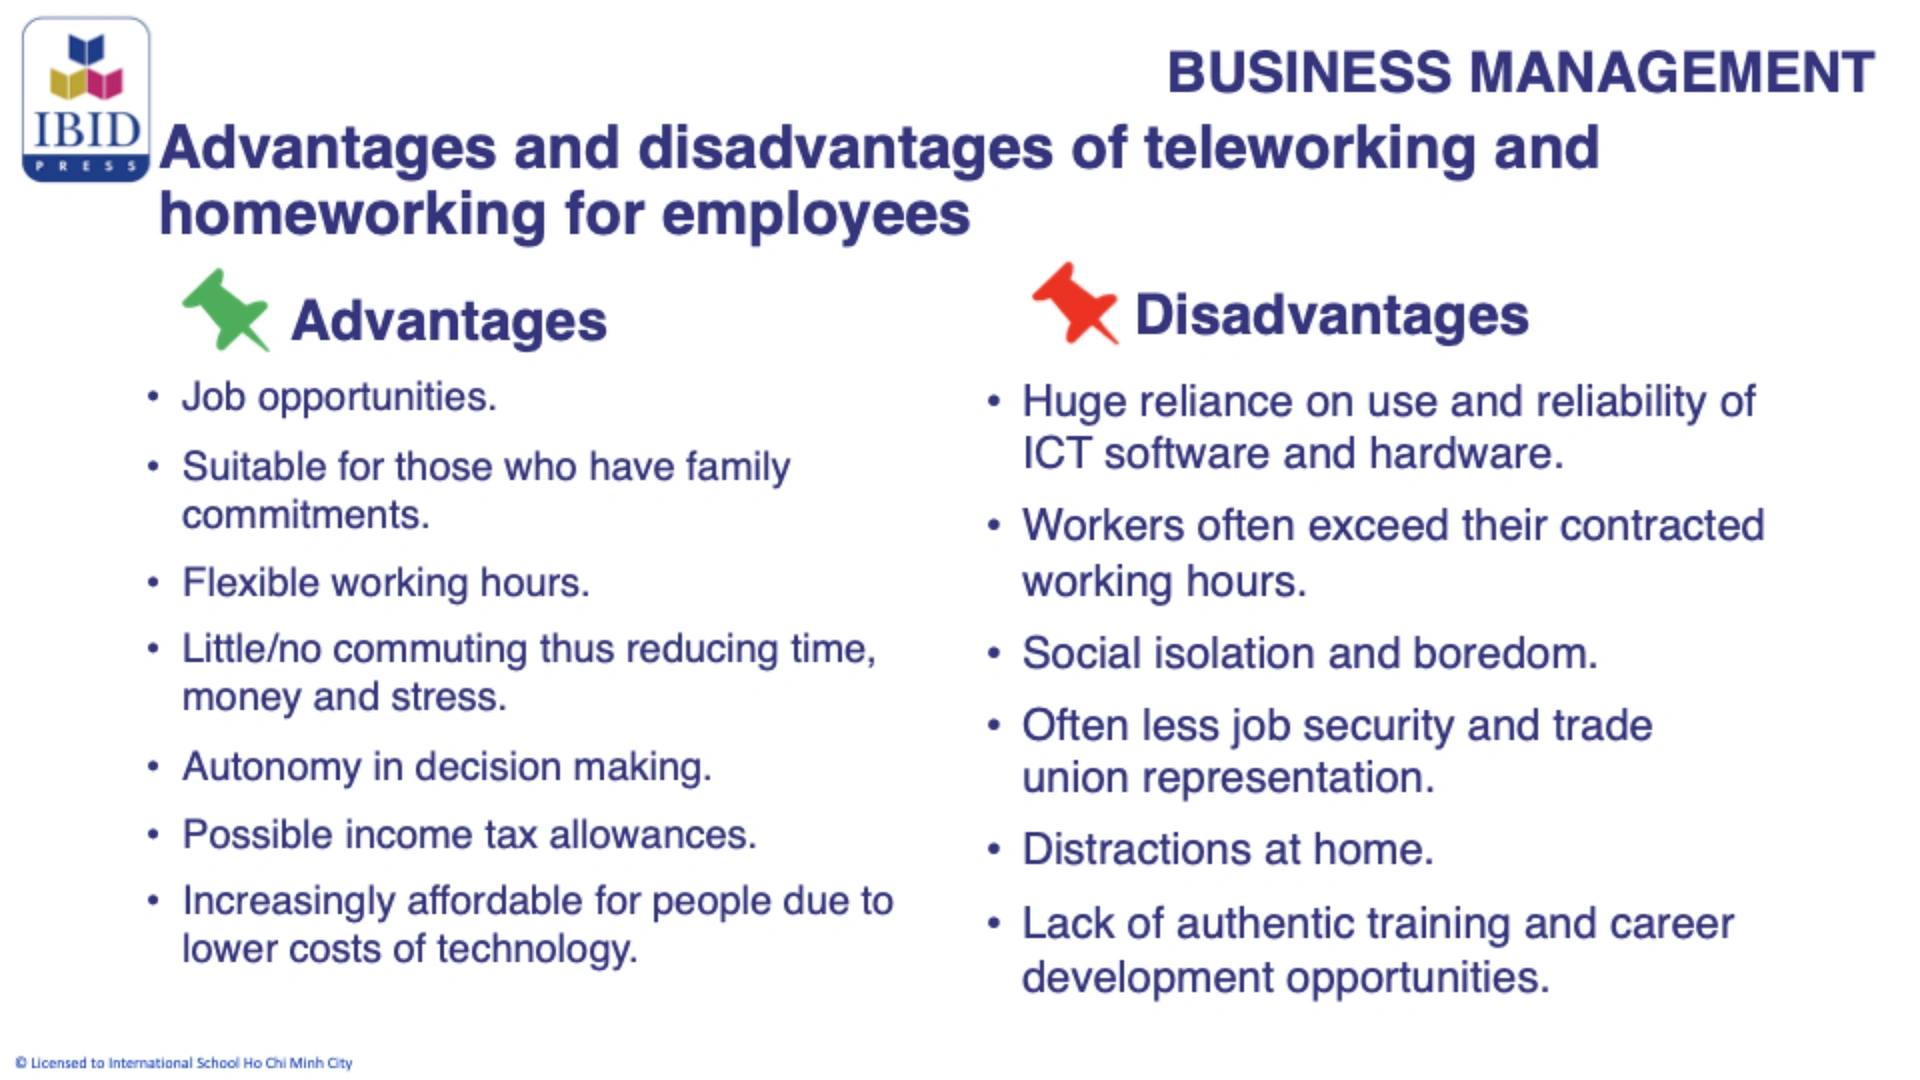 IBID
PRESS
BUSINESS MANAGEMENT
Advantages and disadvantages of teleworking and
homeworking for employees
Advantages
• Job opportunities.
• Suitable for those who have family
commitments.
• Flexible working hours.
• Little/no commuting thus reducing time,
money and stress.
• Autonomy in decision making.
• Possible income tax allowances.
• Increasingly affordable for people due to
lower costs of technology.
Disadvantages
• Huge reliance on use and reliability of
ICT software and hardware.
• Workers often exceed their contracted
working hours.
• Social isolation and boredom.
• Often less job security and trade
union representation.
• Distractions at home.
• Lack of authentic training and career
development opportunities.
© Licensed to International School Ho Chi Minh City